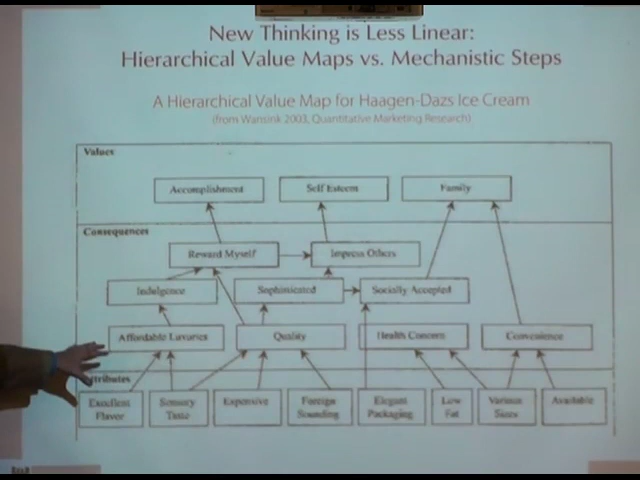 New Thinking is Less Linear:
Hierarchical Value Maps vs. Mechanistic Steps
A Hierarchical Value Map for Haagen-Dazs Ice Cream
(from Wansink 2003, Quantitative Marketing Research)
Values
Accomplishment
Self Esteem
Family
Consequences
Reward Myself
Impress Others
Indulgence
Sophisticated
Socially Accepted
Affordable Luxuries
Quality
Health Concern
Convenience
Attributes
Excellent
Flavor
Sensory
Taste
Expensive
Foreign
Sounding
Elegant
Packaging
Low
Fat
Various
Sizes
Available